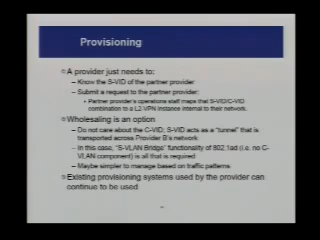 Provisioning
A provider just needs to:
– Know the S-VID of the partner provider
– Submit a request to the partner provider:
Partner provider's operations staff maps that S-VID/C-VID
combination to a L2 VPN instance internal to their network.
Wholesaling is an option
– Do not care about the C-VID; S-VID acts as a "tunnel" that is
transported across Provider B's network
– In this case, "S-VLAN Bridge" functionality of 802.1ad (i.e. no C-
VLAN component) is all that is required
– Maybe simpler to manage based on traffic patterns
Existing provisioning systems used by the provider can
continue to be used